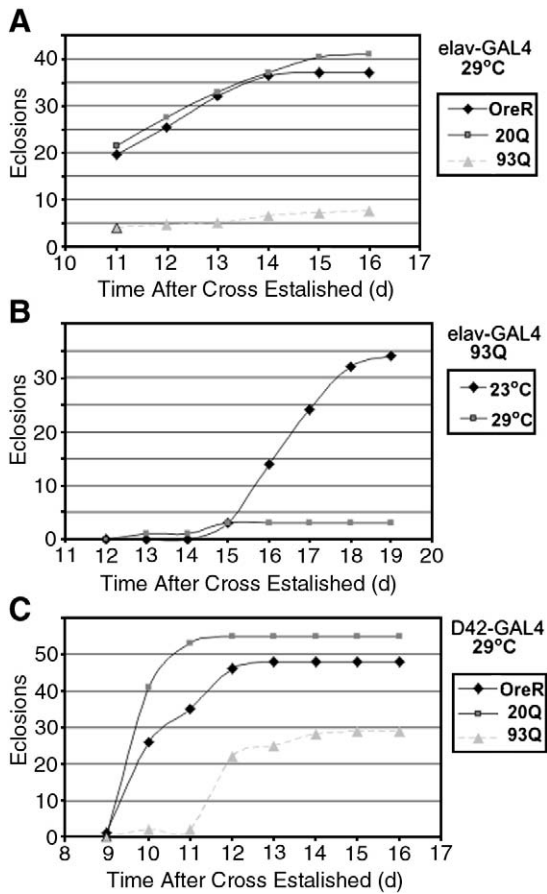 A
elav-GAL4
29°C
OreR
20Q
93Q
Eclosions
40
30
20
10
0
10 11 12 13 14 15 16 17
Time After Cross Estalished (d)
B
elav-GAL4
93Q
23°C
29°C
Eclosions
30
20
10
0
11 12 13 14 15 16 17 18 19 20
Time After Cross Estalished (d)
C
D42-GAL4
29°C
OreR
20Q
93Q
Eclosions
50
40
30
20
10
0
8 9 10 11 12 13 14 15 16 17
Time After Cross Estalished (d)